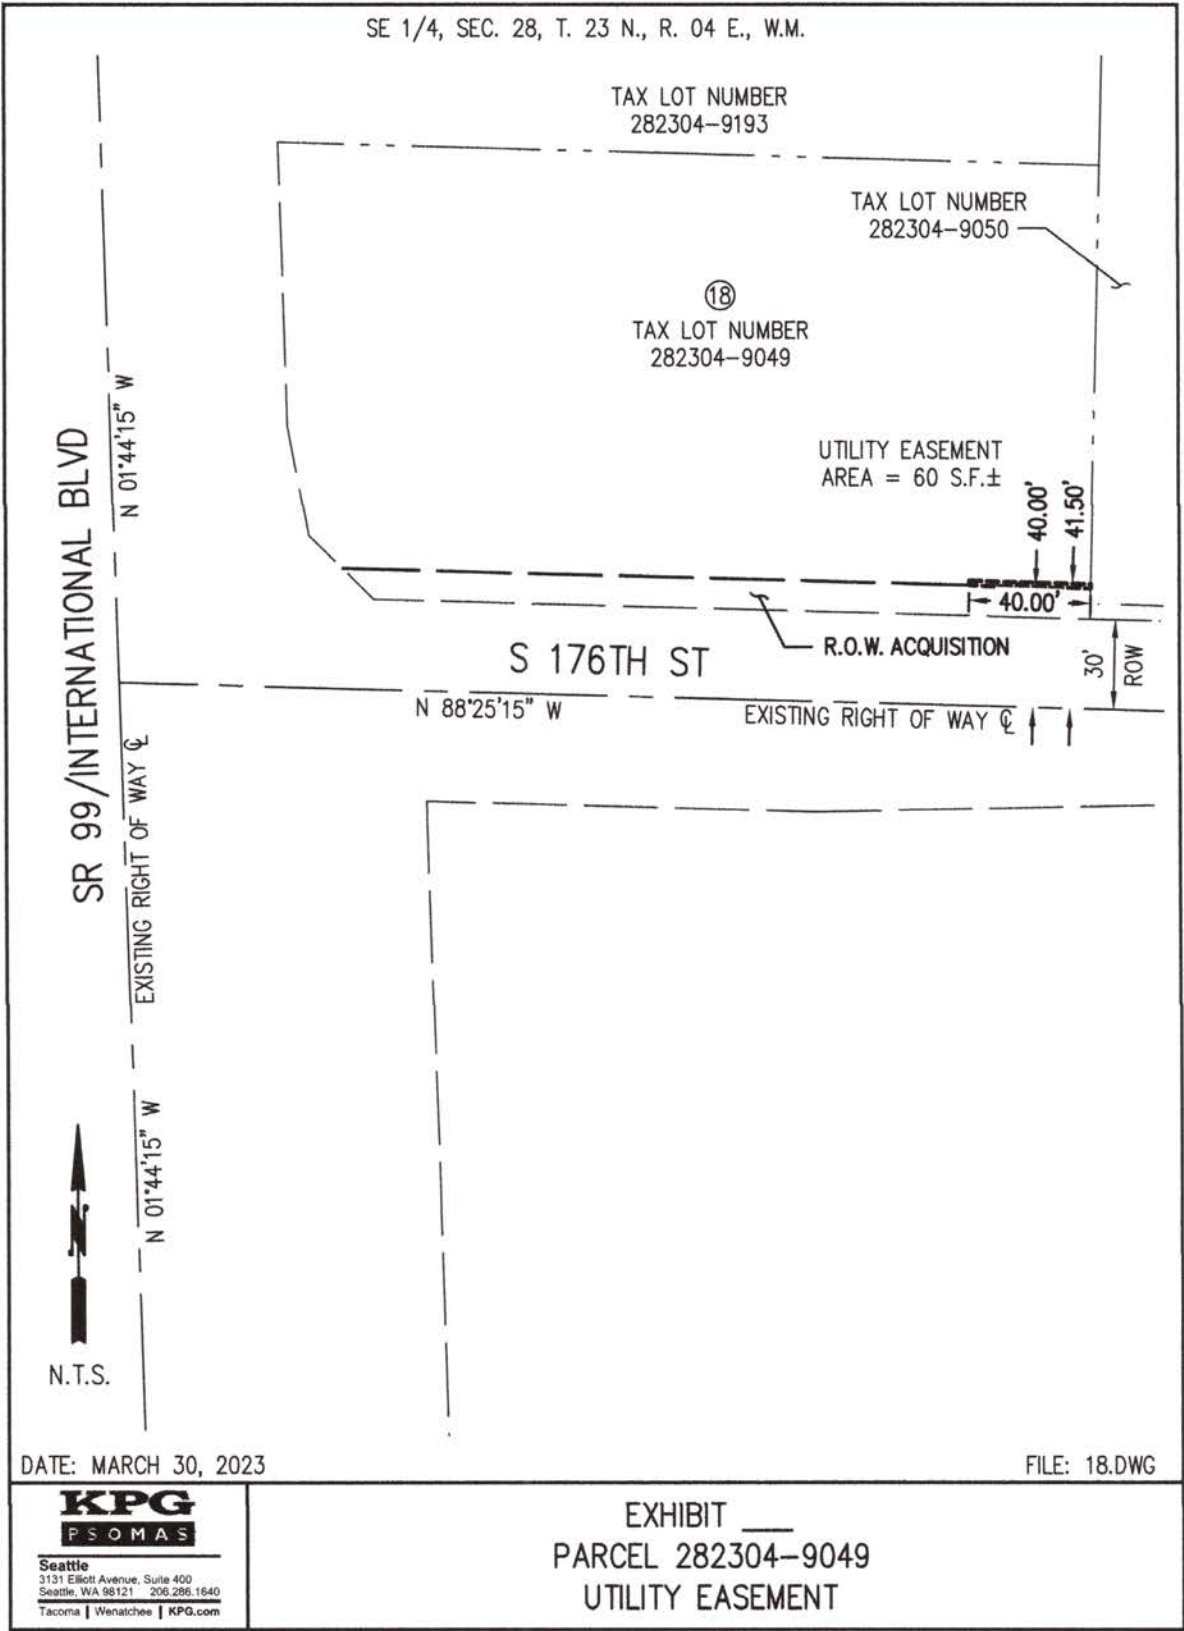 SE 1/4, SEC. 28, T. 23 N., R. 04 E., W.M.
TAX LOT NUMBER
282304-9193
TAX LOT NUMBER
282304-9050
18
TAX LOT NUMBER
282304-9049
UTILITY EASEMENT
AREA = 60 S.F.±
40.00'
41.50'
40.00'
R.O.W. ACQUISITION
S 176TH ST
30'
ROW
N 88°25'15" W
EXISTING RIGHT OF WAY ℄
SR 99/INTERNATIONAL BLVD
N 01°44'15" W
EXISTING RIGHT OF WAY ℄
N 01°44'15" W
N
N.T.S.
DATE: MARCH 30, 2023
FILE: 18.DWG
KPG
PSOMAS
Seattle
3131 Elliott Avenue, Suite 400
Seattle, WA 98121 206.286.1640
Tacoma | Wenatchee | KPG.com
EXHIBIT ___
PARCEL 282304-9049
UTILITY EASEMENT